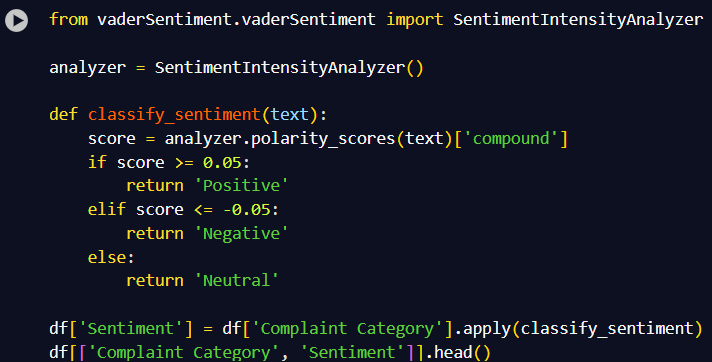 from vaderSentiment.vaderSentiment import SentimentIntensityAnalyzer
analyzer = SentimentIntensityAnalyzer()
def classify_sentiment(text):
    score = analyzer.polarity_scores(text)['compound']
    if score >= 0.05:
        return 'Positive'
    elif score <= -0.05:
        return 'Negative'
    else:
        return 'Neutral'
df['Sentiment'] = df['Complaint Category'].apply(classify_sentiment)
df[['Complaint Category', 'Sentiment']].head()